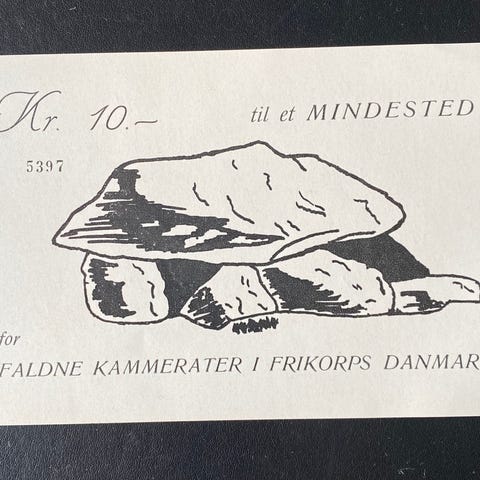 Kr. 10.- til et MINDESTED
5397
for
FALDNE KAMMERATER I FRIKORPS DANMAR